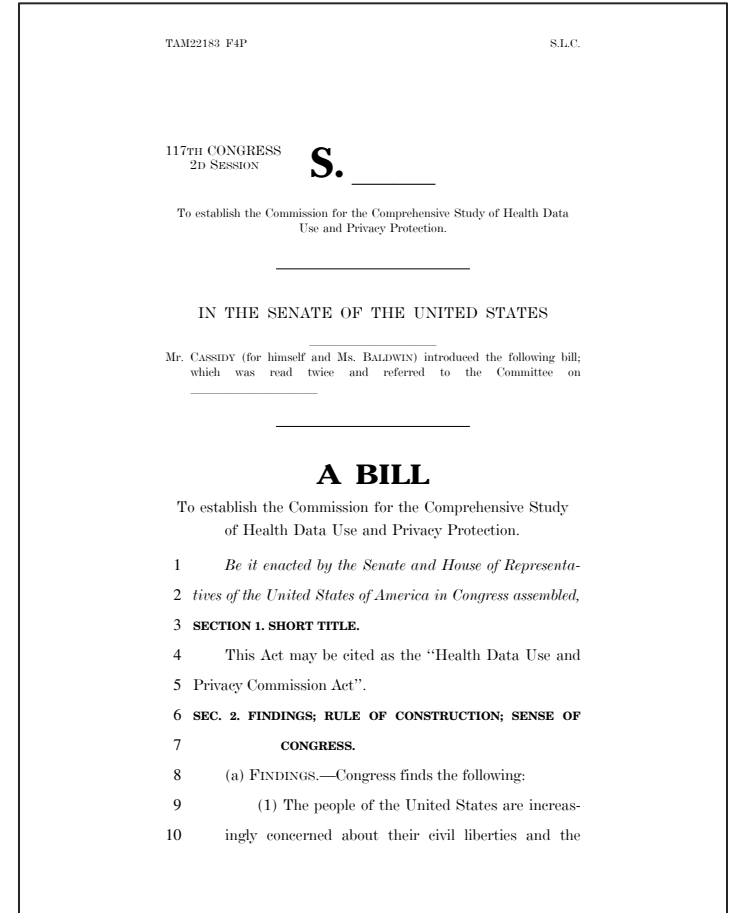 TAM22183 F4P S.L.C.
117TH CONGRESS
2D SESSION
S. ________
To establish the Commission for the Comprehensive Study of Health Data
Use and Privacy Protection.
IN THE SENATE OF THE UNITED STATES
Mr. CASSIDY (for himself and Ms. BALDWIN) introduced the following bill;
which was read twice and referred to the Committee on
____________________
A BILL
To establish the Commission for the Comprehensive Study
of Health Data Use and Privacy Protection.
1 Be it enacted by the Senate and House of Representa-
2 tives of the United States of America in Congress assembled,
3 SECTION 1. SHORT TITLE.
4 This Act may be cited as the ‘‘Health Data Use and
5 Privacy Commission Act’’.
6 SEC. 2. FINDINGS; RULE OF CONSTRUCTION; SENSE OF
7 CONGRESS.
8 (a) FINDINGS.—Congress finds the following:
9 (1) The people of the United States are increas-
10 ingly concerned about their civil liberties and the